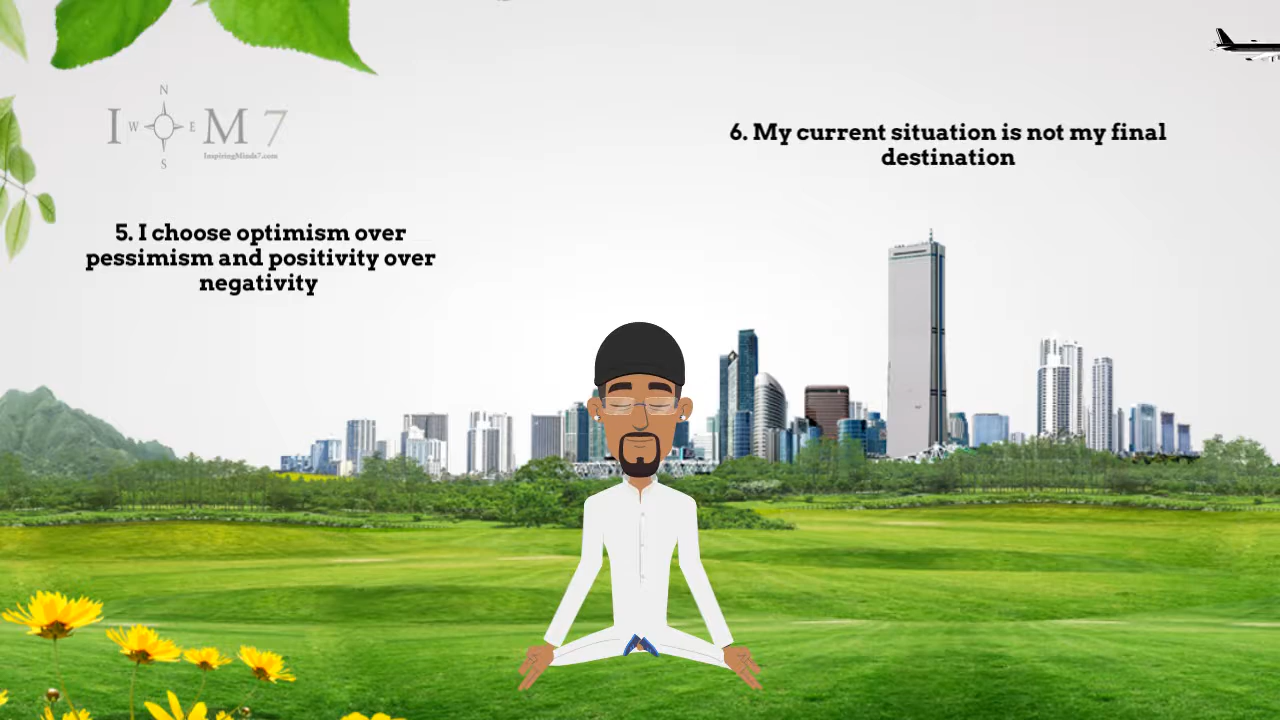 N
I W E M 7
InspiringMinds7.com
S
6. My current situation is not my final
destination
5. I choose optimism over
pessimism and positivity over
negativity